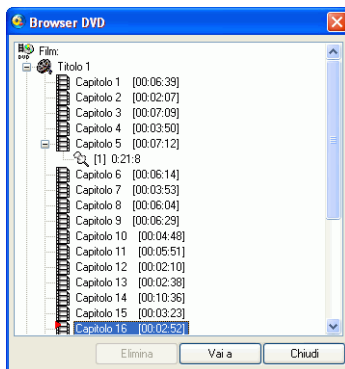 Browser DVD
Film:
DVD
Titolo 1
Capitolo 1 [00:06:39]
Capitolo 2 [00:02:07]
Capitolo 3 [00:07:09]
Capitolo 4 [00:03:50]
Capitolo 5 [00:07:12]
[1] 0:21:8
Capitolo 6 [00:06:14]
Capitolo 7 [00:03:53]
Capitolo 8 [00:06:04]
Capitolo 9 [00:06:29]
Capitolo 10 [00:04:48]
Capitolo 11 [00:05:51]
Capitolo 12 [00:02:10]
Capitolo 13 [00:02:38]
Capitolo 14 [00:10:36]
Capitolo 15 [00:03:23]
Capitolo 16 [00:02:52]
Elimina Vai a Chiudi